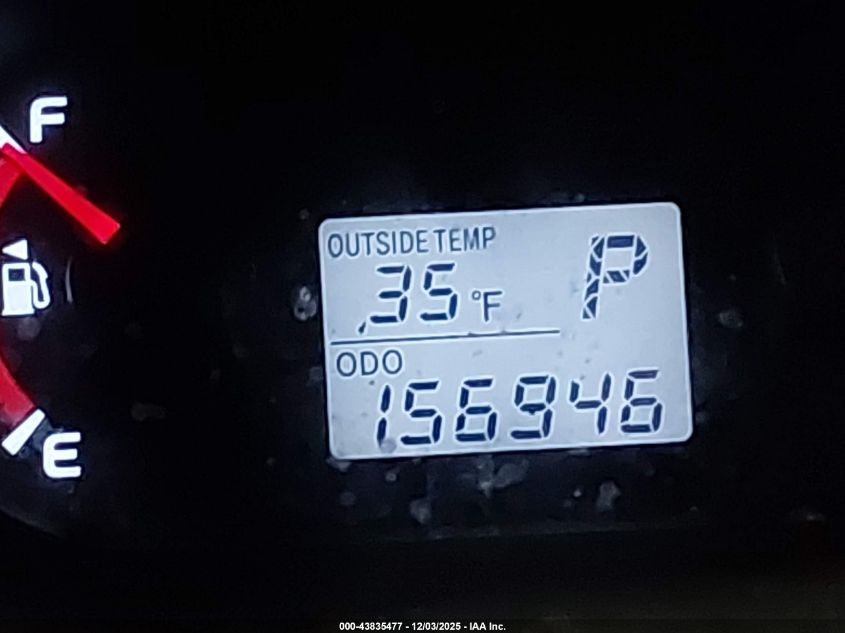 F
OUTSIDE TEMP
35 °F
P
ODO
156946
E
000-43835477 - 12/03/2025 - IAA Inc.